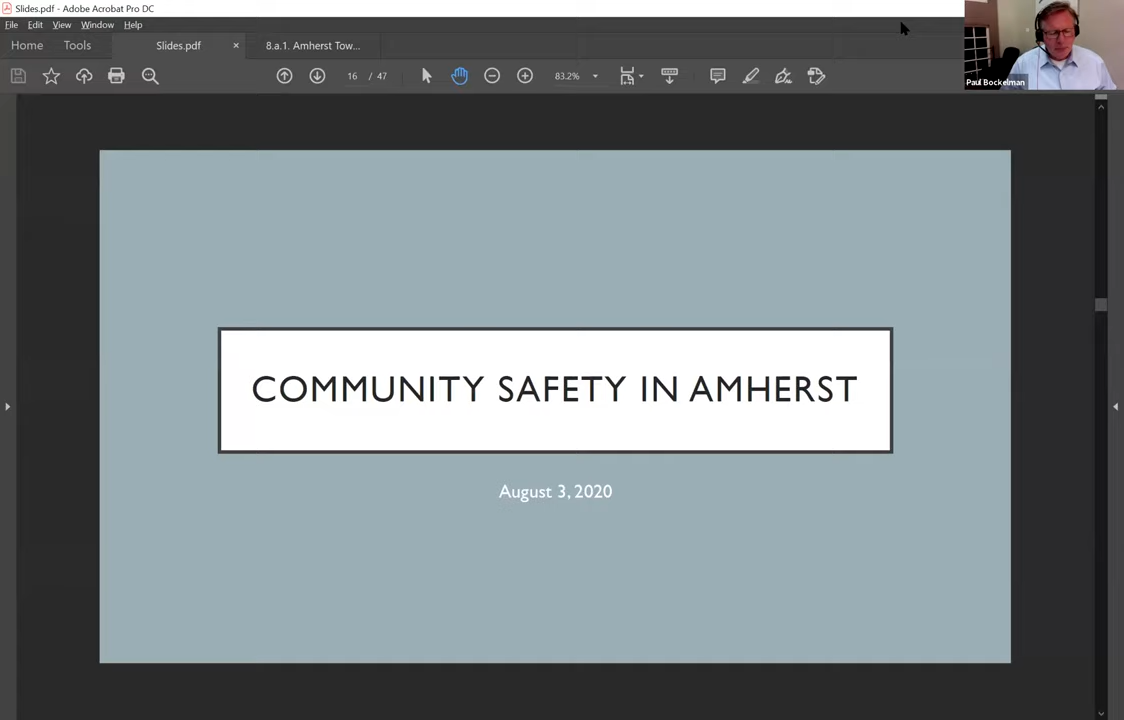 Slides.pdf - Adobe Acrobat Pro DC
File Edit View Window Help
Home Tools Slides.pdf × 8.a.1. Amherst Tow...
16 / 47 83.2%
Paul Bockelman
COMMUNITY SAFETY IN AMHERST
August 3, 2020